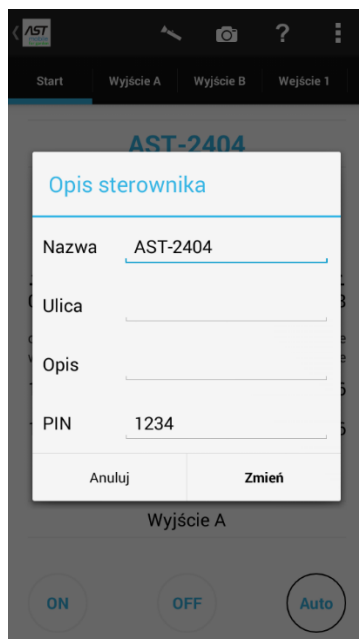 AST
?
Start Wyjście A Wyjście B Wejście 1
AST-2404
Opis sterownika
Nazwa AST-2404
Ulica
Opis
PIN 1234
Anuluj Zmień
Wyjście A
ON OFF Auto